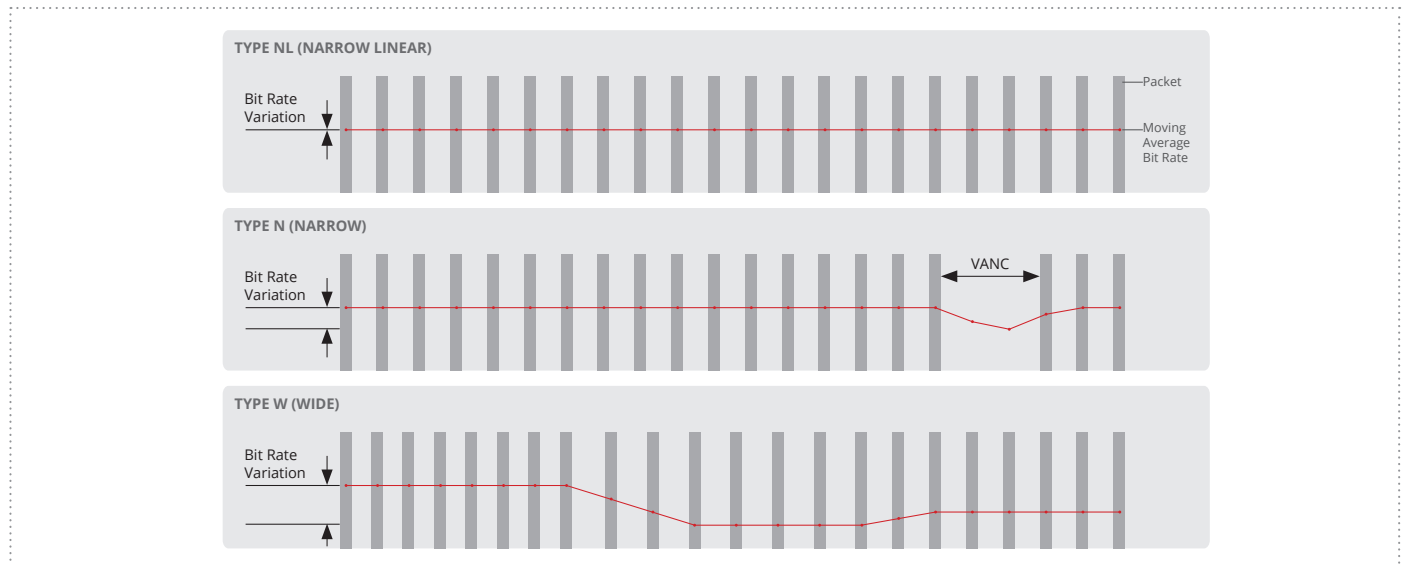 TYPE NL (NARROW LINEAR)
Bit Rate
Variation
Packet
Moving
Average
Bit Rate
TYPE N (NARROW)
Bit Rate
Variation
VANC
TYPE W (WIDE)
Bit Rate
Variation